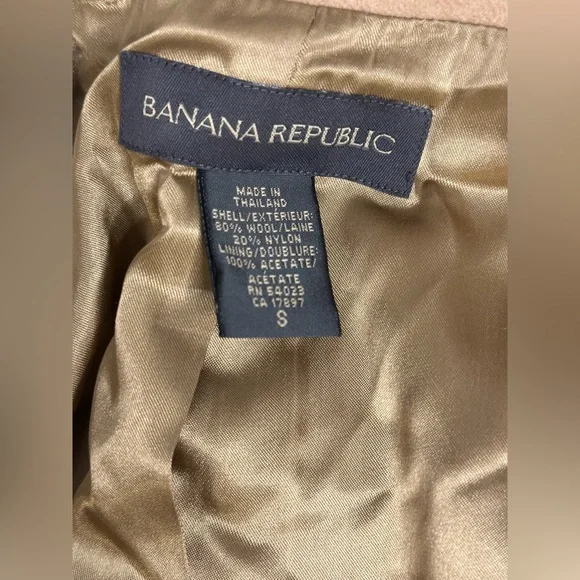 BANANA REPUBLIC
MADE IN
THAILAND
SHELL/EXTÉRIEUR:
80% WOOL/LAINE
20% NYLON
LINING/DOUBLURE:
100% ACETATE/
ACÉTATE
RN 54023
CA 17897
S